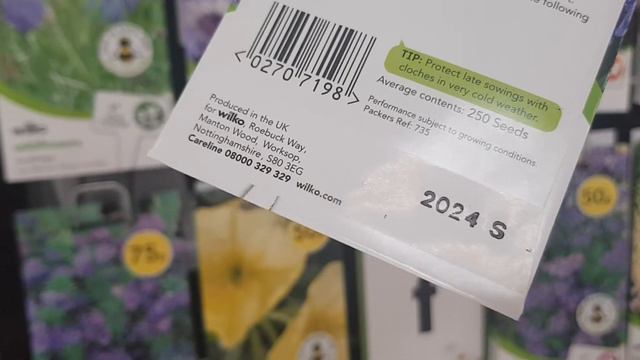 following
TIP: Protect late sowings with
cloches in very cold weather.
Average contents: 250 Seeds
Performance subject to growing conditions.
Packers Ref: 735
< 02707198 >
Produced in the UK
for wilko, Roebuck Way,
Manton Wood, Worksop,
Nottinghamshire, S80 3EG
Careline 08000 329 329 wilko.com
2024 S
wilko
75p
50p